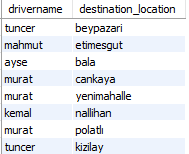 drivername destination_location
tuncer beypazari
mahmut etimesgut
ayse bala
murat cankaya
murat yenimahalle
kemal nallihan
murat polatlı
tuncer kizilay